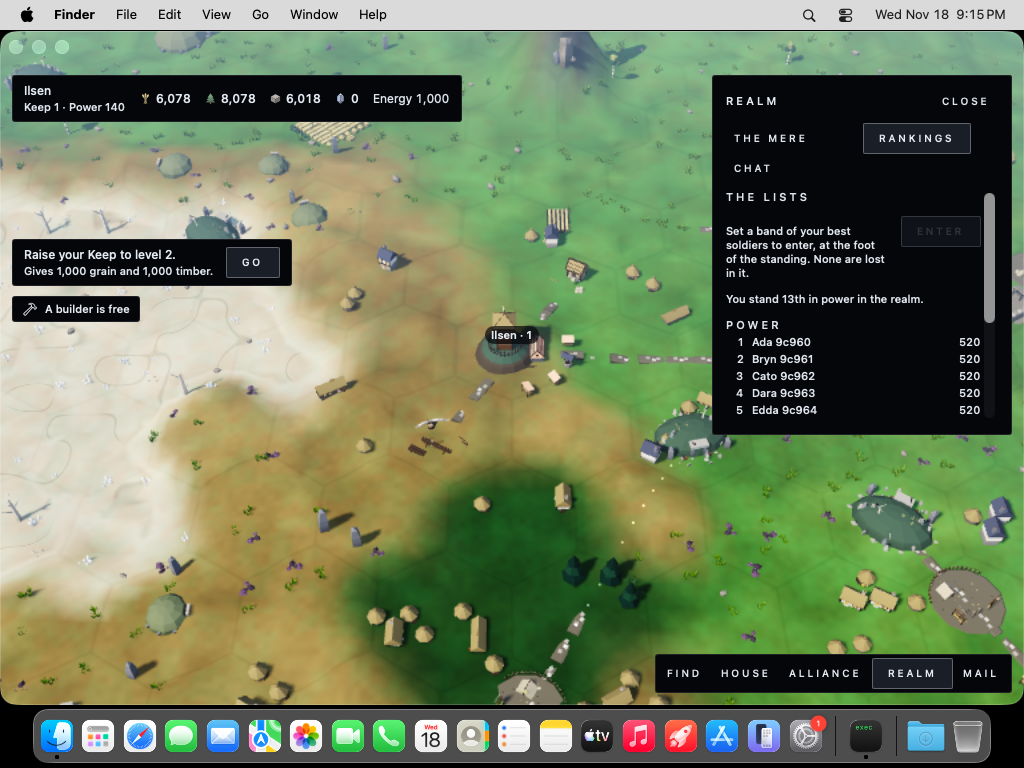 Finder File Edit View Go Window Help Wed Nov 18 9:15 PM
Ilsen
Keep 1 · Power 140
6,078 8,078 6,018 0 Energy 1,000
REALM CLOSE
THE MERE RANKINGS
CHAT
THE LISTS
Set a band of your best
soldiers to enter, at the foot
of the standing. None are lost
in it.
ENTER
You stand 13th in power in the realm.
POWER
1 Ada 9c960 520
2 Bryn 9c961 520
3 Cato 9c962 520
4 Dara 9c963 520
5 Edda 9c964 520
Raise your Keep to level 2.
Gives 1,000 grain and 1,000 timber.
GO
A builder is free
Ilsen · 1
FIND HOUSE ALLIANCE REALM MAIL
Wed
18
tv
1
exec